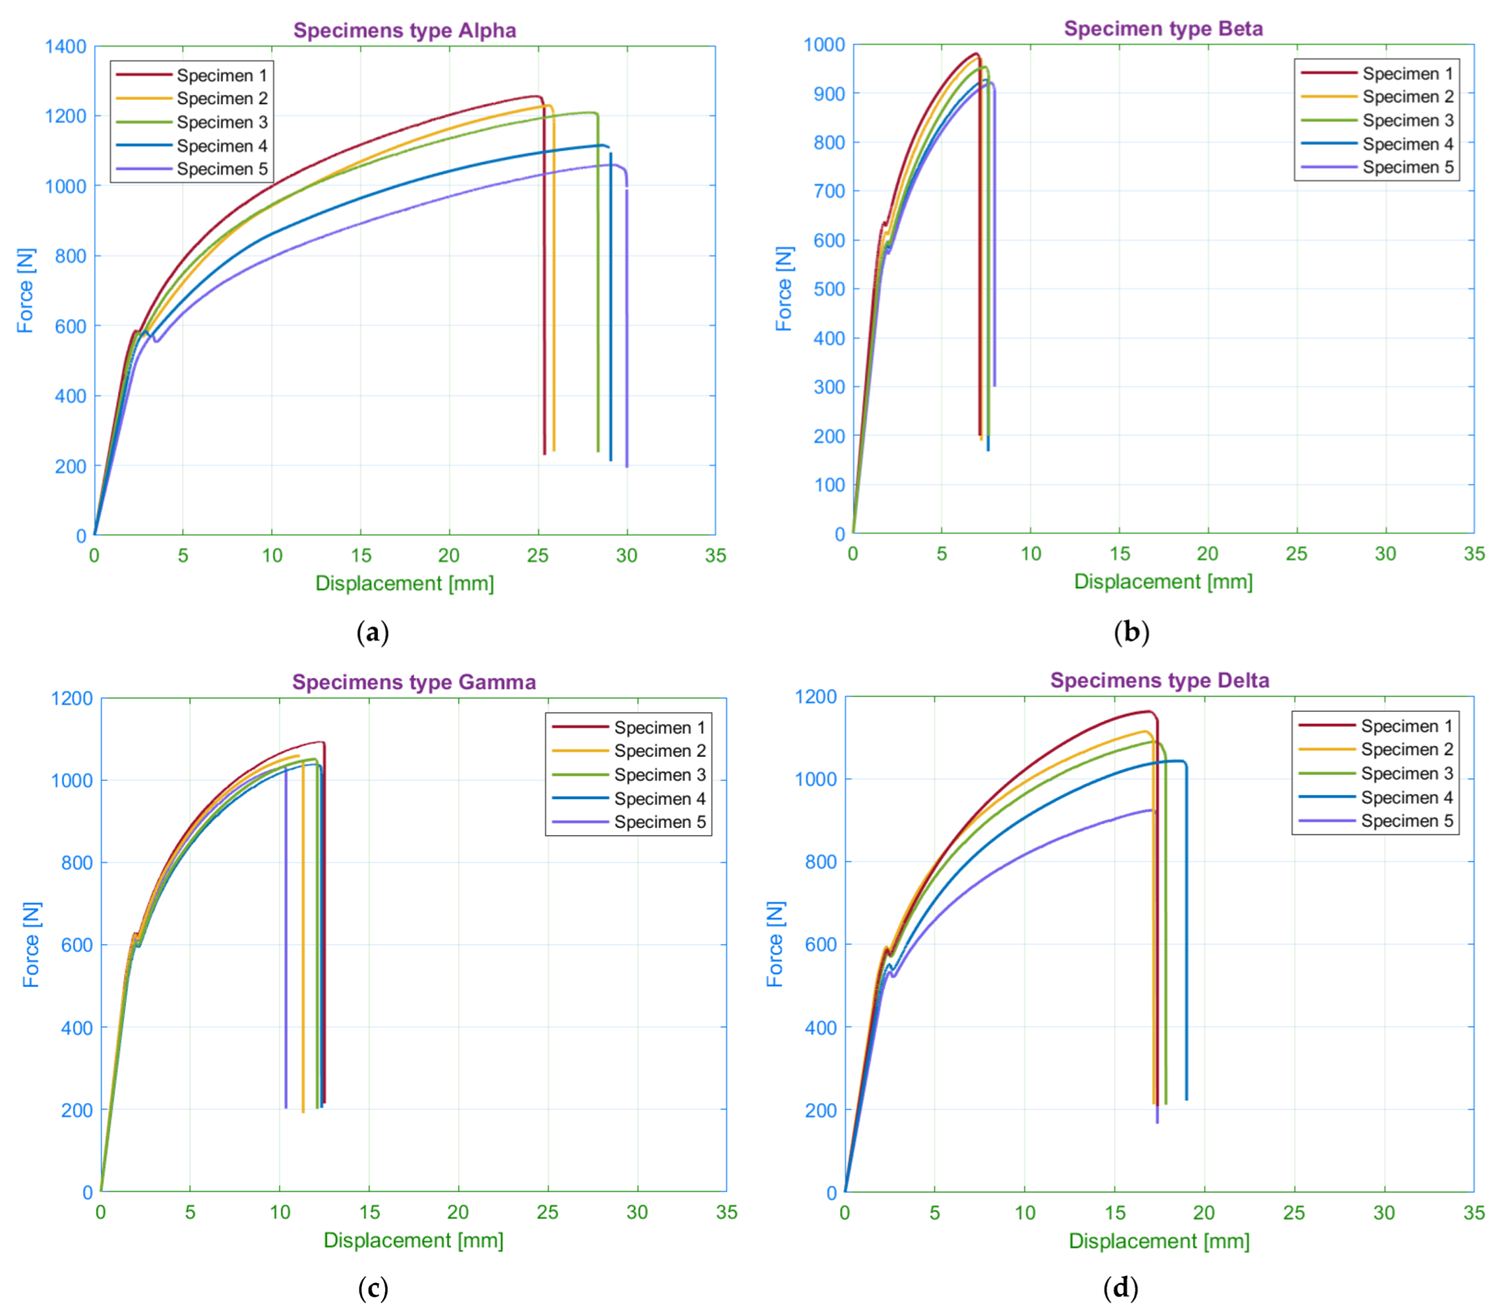 Specimens type Alpha
1400
1200
1000
800
600
400
200
0
Force [N]
Specimen 1
Specimen 2
Specimen 3
Specimen 4
Specimen 5
0 5 10 15 20 25 30 35
Displacement [mm]
(a)
Specimen type Beta
1000
900
800
700
600
500
400
300
200
100
0
Force [N]
Specimen 1
Specimen 2
Specimen 3
Specimen 4
Specimen 5
0 5 10 15 20 25 30 35
Displacement [mm]
(b)
Specimens type Gamma
1200
1000
800
600
400
200
0
Force [N]
Specimen 1
Specimen 2
Specimen 3
Specimen 4
Specimen 5
0 5 10 15 20 25 30 35
Displacement [mm]
(c)
Specimens type Delta
1200
1000
800
600
400
200
0
Force [N]
Specimen 1
Specimen 2
Specimen 3
Specimen 4
Specimen 5
0 5 10 15 20 25 30 35
Displacement [mm]
(d)